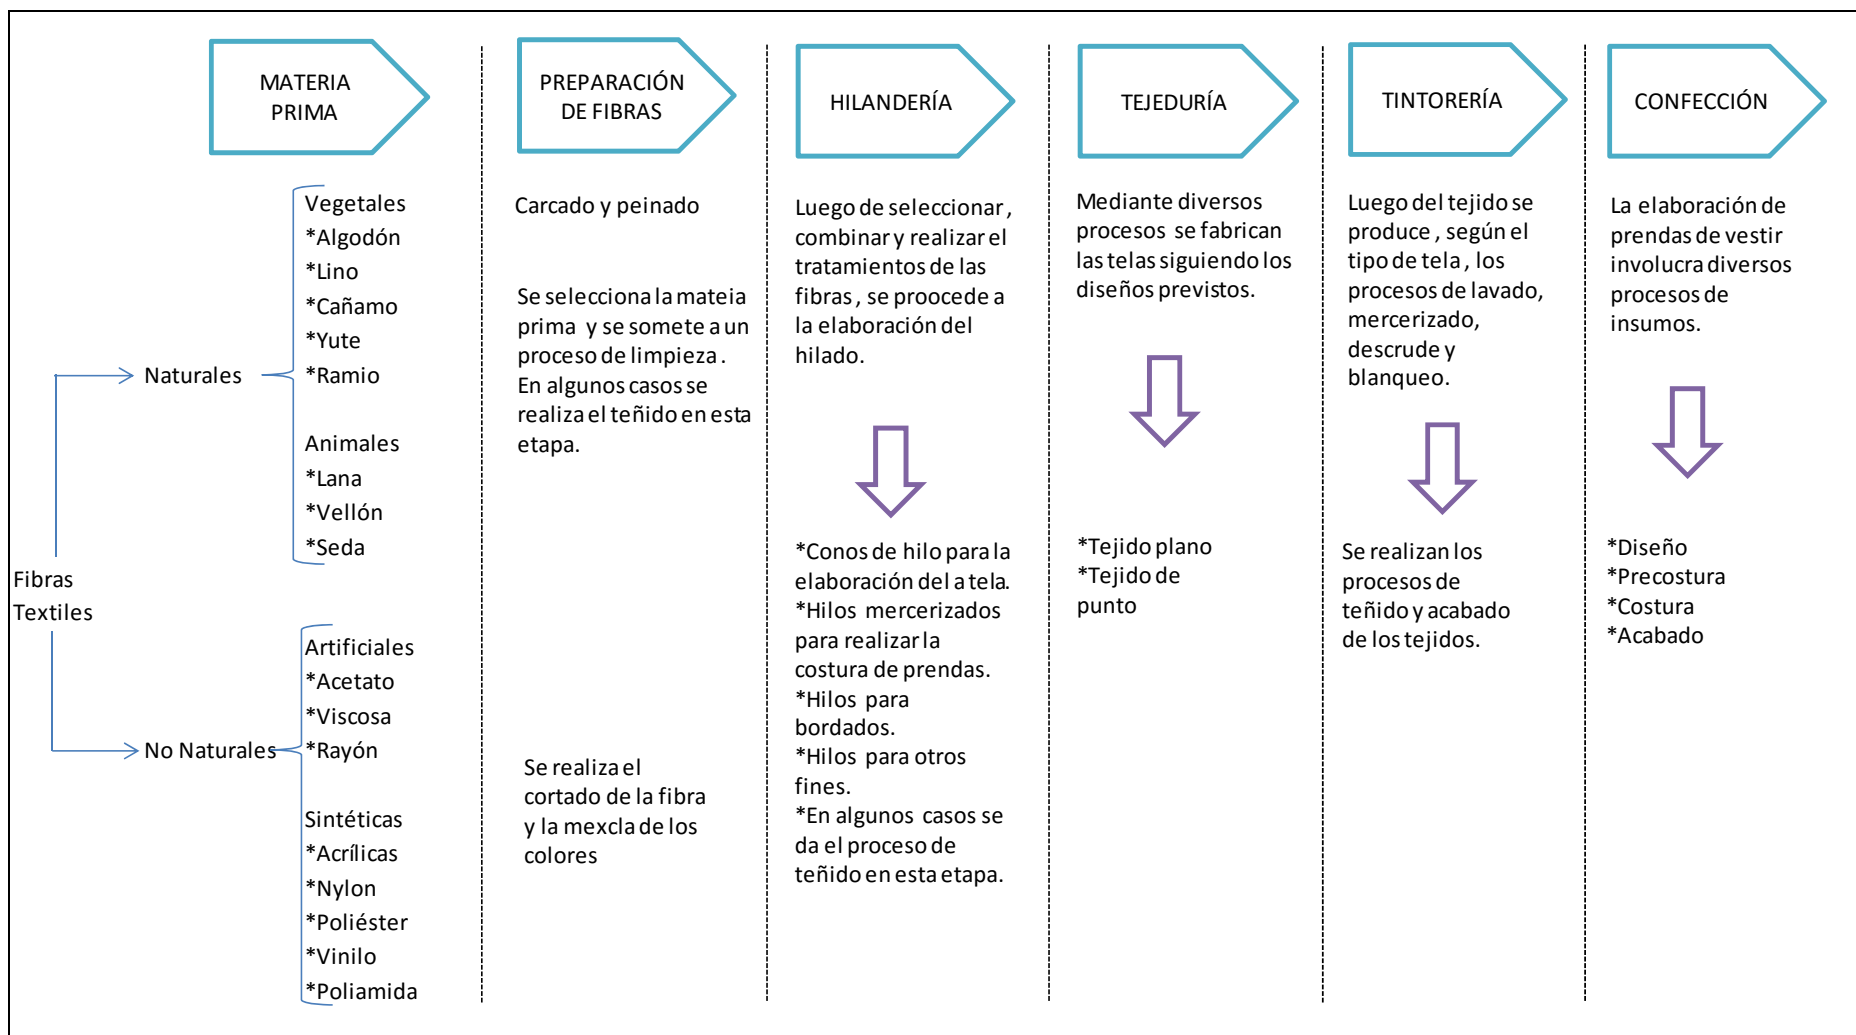 MATERIA
PRIMA
PREPARACIÓN
DE FIBRAS
HILANDERÍA
TEJEDURÍA
TINTORERÍA
CONFECCIÓN
Fibras
Textiles
Naturales
No Naturales
Vegetales
*Algodón
*Lino
*Cañamo
*Yute
*Ramio
Animales
*Lana
*Vellón
*Seda
Artificiales
*Acetato
*Viscosa
*Rayón
Sintéticas
*Acrílicas
*Nylon
*Poliéster
*Vinilo
*Poliamida
Carcado y peinado
Se selecciona la mateia
prima y se somete a un
proceso de limpieza .
En algunos casos se
realiza el teñido en esta
etapa.
Se realiza el
cortado de la fibra
y la mexcla de los
colores
Luego de seleccionar ,
combinar y realizar el
tratamientos de las
fibras , se proocede a
la elaboración del
hilado.
*Conos de hilo para la
elaboración del a tela.
*Hilos mercerizados
para realizar la
costura de prendas.
*Hilos para
bordados.
*Hilos para otros
fines.
*En algunos casos se
da el proceso de
teñido en esta etapa.
Mediante diversos
procesos se fabrican
las telas siguiendo los
diseños previstos.
*Tejido plano
*Tejido de
punto
Luego del tejido se
produce , según el
tipo de tela , los
procesos de lavado,
mercerizado,
descrude y
blanqueo.
Se realizan los
procesos de
teñido y acabado
de los tejidos.
La elaboración de
prendas de vestir
involucra diversos
procesos de
insumos.
*Diseño
*Precostura
*Costura
*Acabado